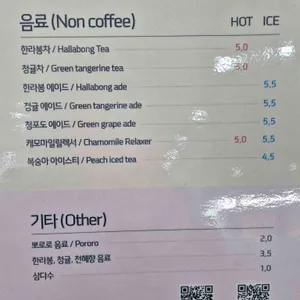 음료 (Non coffee) HOT ICE
한라봉차 / Hallabong Tea 5,0
청귤차 / Green tangerine tea 5,0
한라봉 에이드 / Hallabong ade 5,5
청귤 에이드 / Green tangerine ade 5,5
청포도 에이드 / Green grape ade 5,5
캐모마일릴렉서 / Chamomile Relaxer 5,0 5,5
복숭아 아이스티 / Peach iced tea 4,5
기타 (Other)
뽀로로 음료 / Pororo 2,0
한라봉, 청귤, 천혜향 음료 3,5
삼다수 1,0